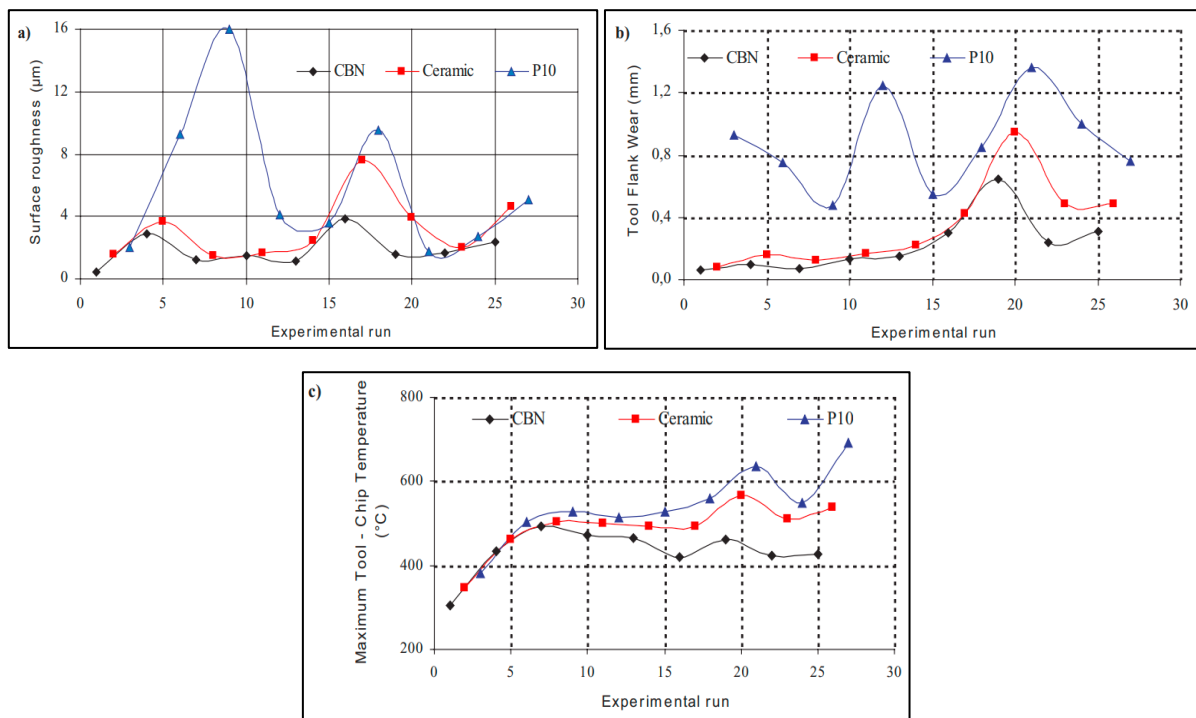 a)
16
12
8
4
0
Surface roughness (µm)
CBN Ceramic P10
0 5 10 15 20 25 30
Experimental run
b)
1,6
1,2
0,8
0,4
0,0
Tool Flank Wear (mm)
CBN Ceramic P10
0 5 10 15 20 25 30
Experimental run
c)
800
600
400
200
Maximum Tool - Chip Temperature
(°C)
CBN Ceramic P10
0 5 10 15 20 25 30
Experimental run